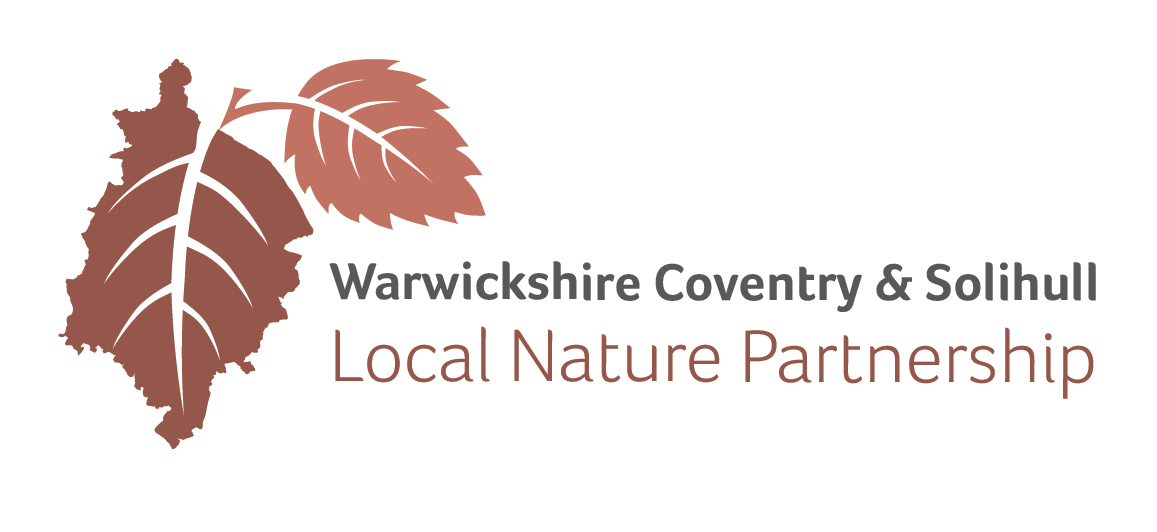 Warwickshire Coventry & Solihull
Local Nature Partnership